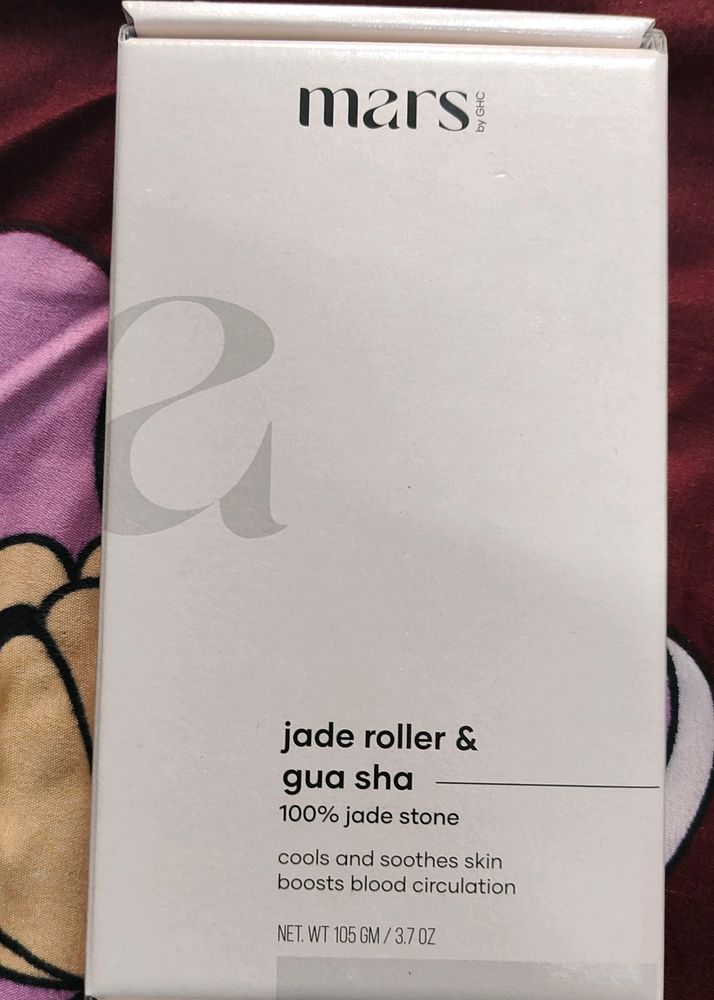 mars by GHC
a
jade roller &
gua sha
100% jade stone
cools and soothes skin
boosts blood circulation
NET. WT 105 GM / 3.7 OZ